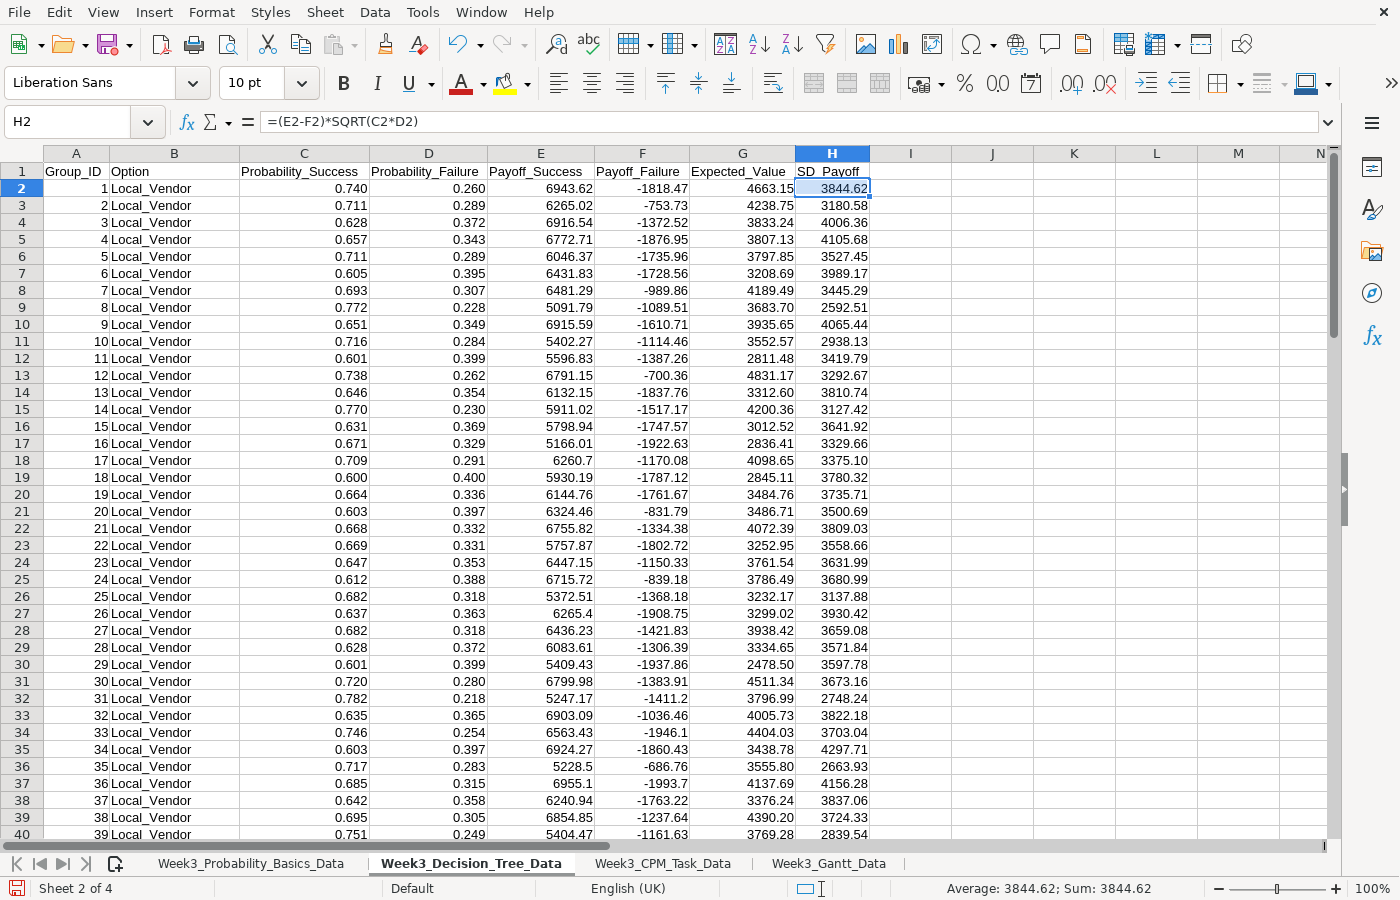 File Edit View Insert Format Styles Sheet Data Tools Window Help
Liberation Sans 10 pt
H2 =(E2-F2)*SQRT(C2*D2)
A B C D E F G H I J K L M N
1 Group_ID Option Probability_Success Probability_Failure Payoff_Success Payoff_Failure Expected_Value SD_Payoff
2 1 Local_Vendor 0.740 0.260 6943.62 -1818.47 4663.15 3844.62
3 2 Local_Vendor 0.711 0.289 6265.02 -753.73 4238.75 3180.58
4 3 Local_Vendor 0.628 0.372 6916.54 -1372.52 3833.24 4006.36
5 4 Local_Vendor 0.657 0.343 6772.71 -1876.95 3807.13 4105.68
6 5 Local_Vendor 0.711 0.289 6046.37 -1735.96 3797.85 3527.45
7 6 Local_Vendor 0.605 0.395 6431.83 -1728.56 3208.69 3989.17
8 7 Local_Vendor 0.693 0.307 6481.29 -989.86 4189.49 3445.29
9 8 Local_Vendor 0.772 0.228 5091.79 -1089.51 3683.70 2592.51
10 9 Local_Vendor 0.651 0.349 6915.59 -1610.71 3935.65 4065.44
11 10 Local_Vendor 0.716 0.284 5402.27 -1114.46 3552.57 2938.13
12 11 Local_Vendor 0.601 0.399 5596.83 -1387.26 2811.48 3419.79
13 12 Local_Vendor 0.738 0.262 6791.15 -700.36 4831.17 3292.67
14 13 Local_Vendor 0.646 0.354 6132.15 -1837.76 3312.60 3810.74
15 14 Local_Vendor 0.770 0.230 5911.02 -1517.17 4200.36 3127.42
16 15 Local_Vendor 0.631 0.369 5798.94 -1747.57 3012.52 3641.92
17 16 Local_Vendor 0.671 0.329 5166.01 -1922.63 2836.41 3329.66
18 17 Local_Vendor 0.709 0.291 6260.7 -1170.08 4098.65 3375.10
19 18 Local_Vendor 0.600 0.400 5930.19 -1787.12 2845.11 3780.32
20 19 Local_Vendor 0.664 0.336 6144.76 -1761.67 3484.76 3735.71
21 20 Local_Vendor 0.603 0.397 6324.46 -831.79 3486.71 3500.69
22 21 Local_Vendor 0.668 0.332 6755.82 -1334.38 4072.39 3809.03
23 22 Local_Vendor 0.669 0.331 5757.87 -1802.72 3252.95 3558.66
24 23 Local_Vendor 0.647 0.353 6447.15 -1150.33 3761.54 3631.99
25 24 Local_Vendor 0.612 0.388 6715.72 -839.18 3786.49 3680.99
26 25 Local_Vendor 0.682 0.318 5372.51 -1368.18 3232.17 3137.88
27 26 Local_Vendor 0.637 0.363 6265.4 -1908.75 3299.02 3930.42
28 27 Local_Vendor 0.682 0.318 6436.23 -1421.83 3938.42 3659.08
29 28 Local_Vendor 0.628 0.372 6083.61 -1306.39 3334.65 3571.84
30 29 Local_Vendor 0.601 0.399 5409.43 -1937.86 2478.50 3597.78
31 30 Local_Vendor 0.720 0.280 6799.98 -1383.91 4511.34 3673.16
32 31 Local_Vendor 0.782 0.218 5247.17 -1411.2 3796.99 2748.24
33 32 Local_Vendor 0.635 0.365 6903.09 -1036.46 4005.73 3822.18
34 33 Local_Vendor 0.746 0.254 6563.43 -1946.1 4404.03 3703.04
35 34 Local_Vendor 0.603 0.397 6924.27 -1860.43 3438.78 4297.71
36 35 Local_Vendor 0.717 0.283 5228.5 -686.76 3555.80 2663.93
37 36 Local_Vendor 0.685 0.315 6955.1 -1993.7 4137.69 4156.28
38 37 Local_Vendor 0.642 0.358 6240.94 -1763.22 3376.24 3837.06
39 38 Local_Vendor 0.695 0.305 6854.85 -1237.64 4390.20 3724.33
40 39 Local_Vendor 0.751 0.249 5404.47 -1161.63 3769.28 2839.54
Week3_Probability_Basics_Data Week3_Decision_Tree_Data Week3_CPM_Task_Data Week3_Gantt_Data
Sheet 2 of 4 Default English (UK) Average: 3844.62; Sum: 3844.62 100%